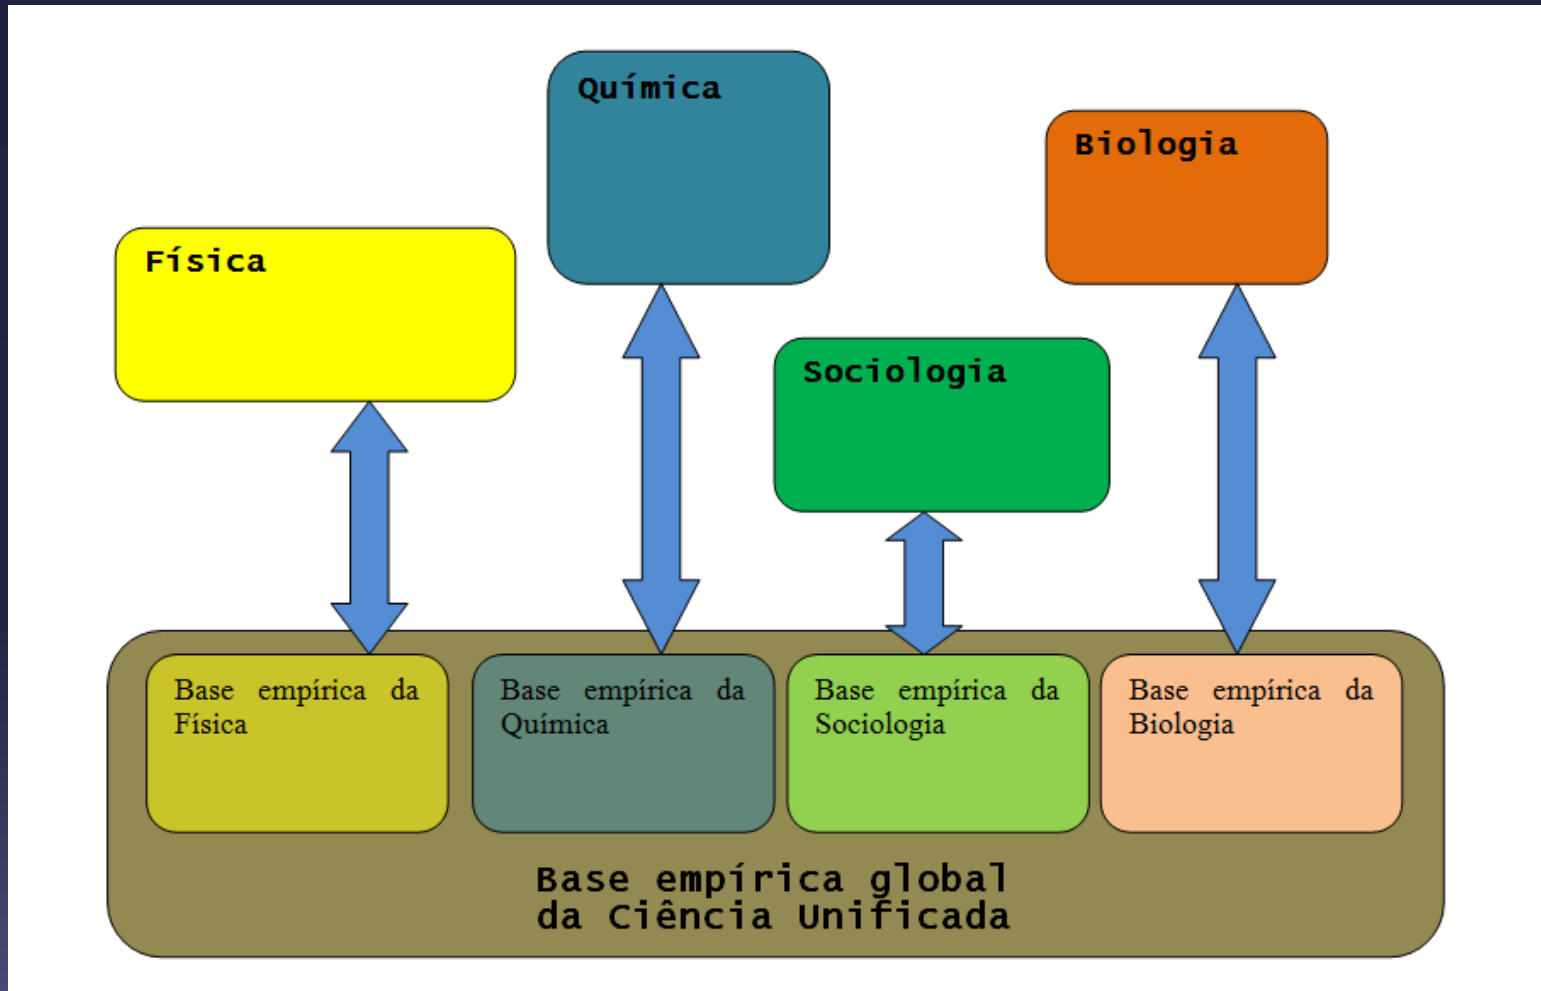 Química
Biologia
Física
Sociologia
Base empírica da
Física
Base empírica da
Química
Base empírica da
Sociologia
Base empírica da
Biologia
Base empírica global
da Ciência Unificada